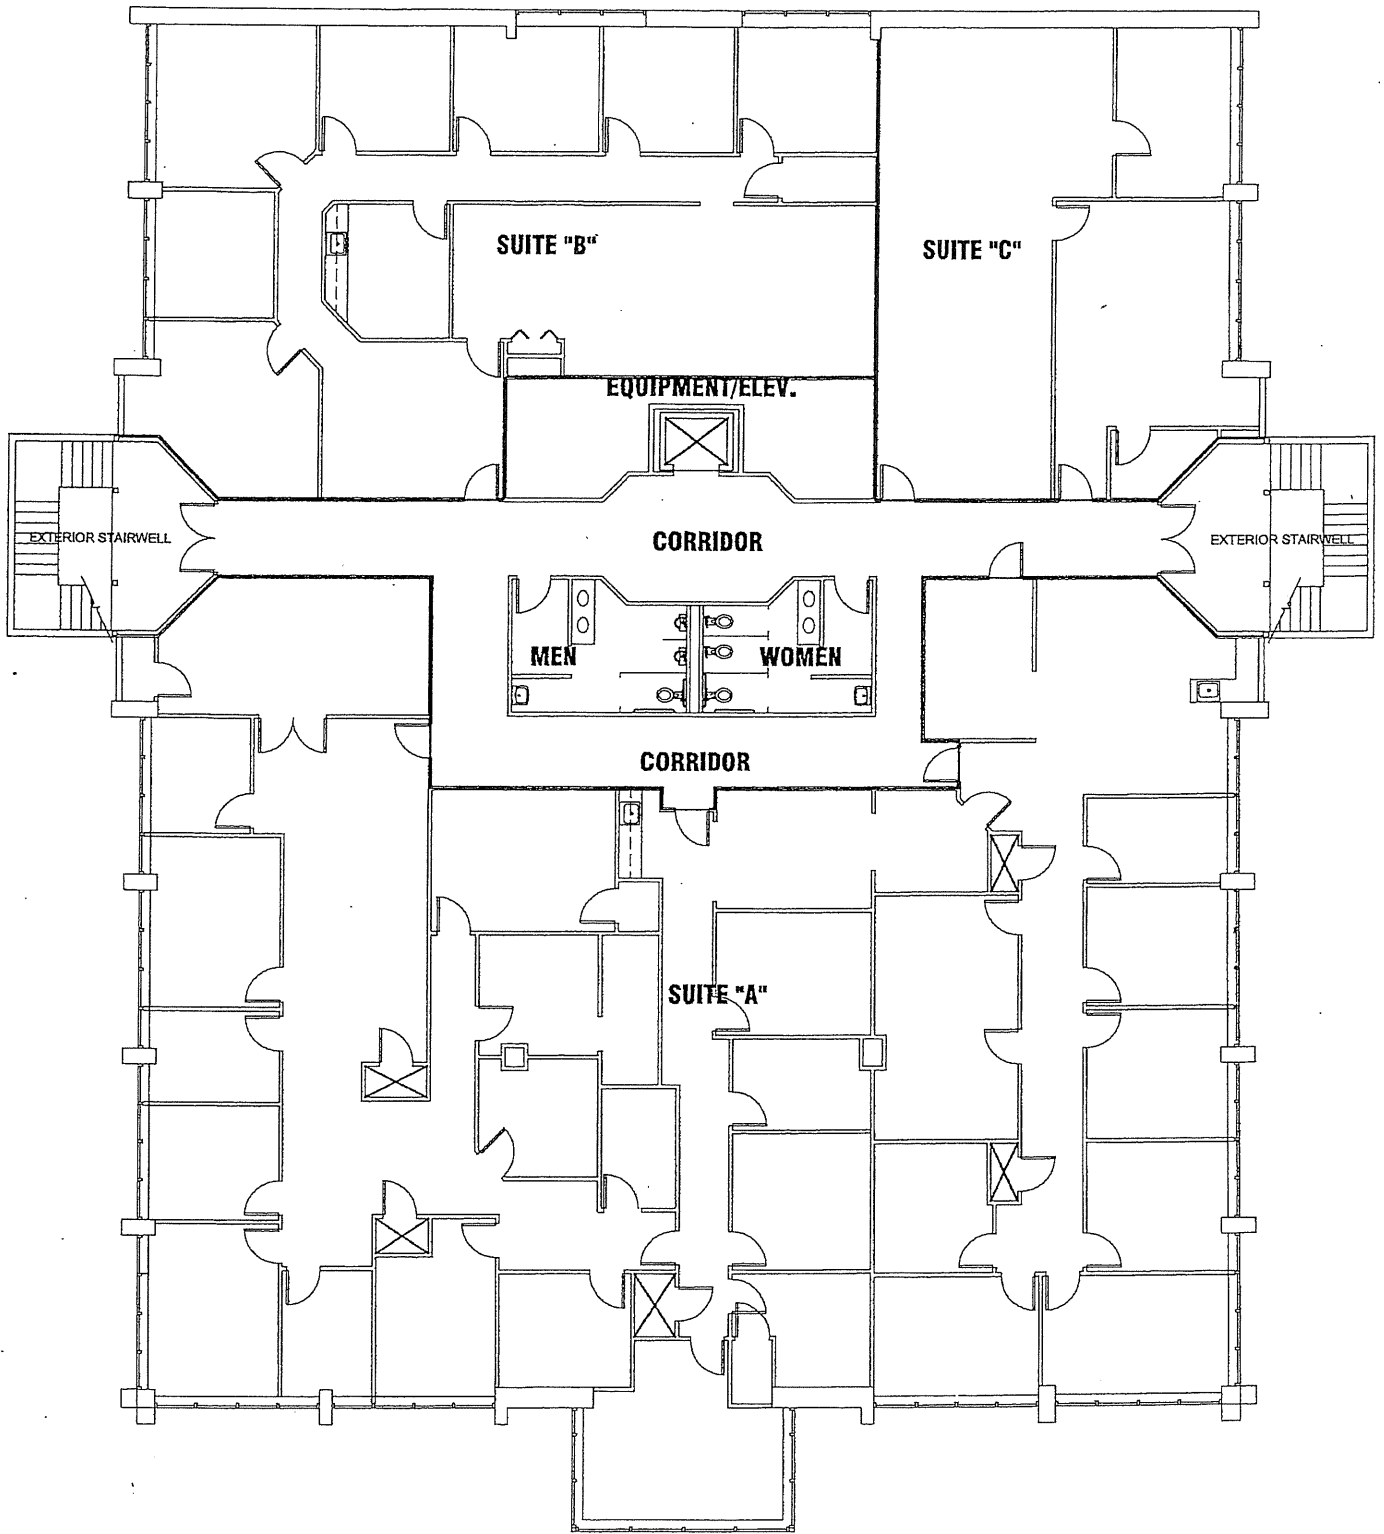 SUITE "B"
SUITE "C"
EQUIPMENT/ELEV.
EXTERIOR STAIRWELL
CORRIDOR
EXTERIOR STAIRWELL
MEN
WOMEN
CORRIDOR
SUITE "A"